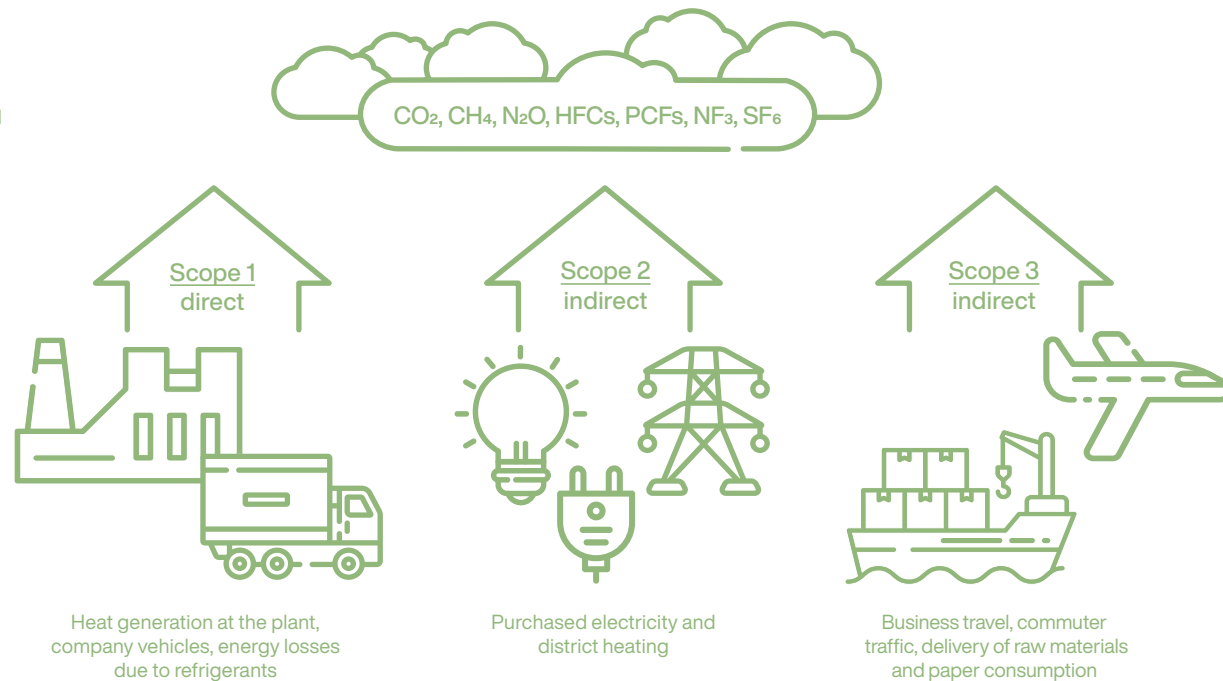 CO₂, CH₄, N₂O, HFCs, PCFs, NF₃, SF₆
Scope 1
direct
Scope 2
indirect
Scope 3
indirect
Heat generation at the plant,
company vehicles, energy losses
due to refrigerants
Purchased electricity and
district heating
Business travel, commuter
traffic, delivery of raw materials
and paper consumption